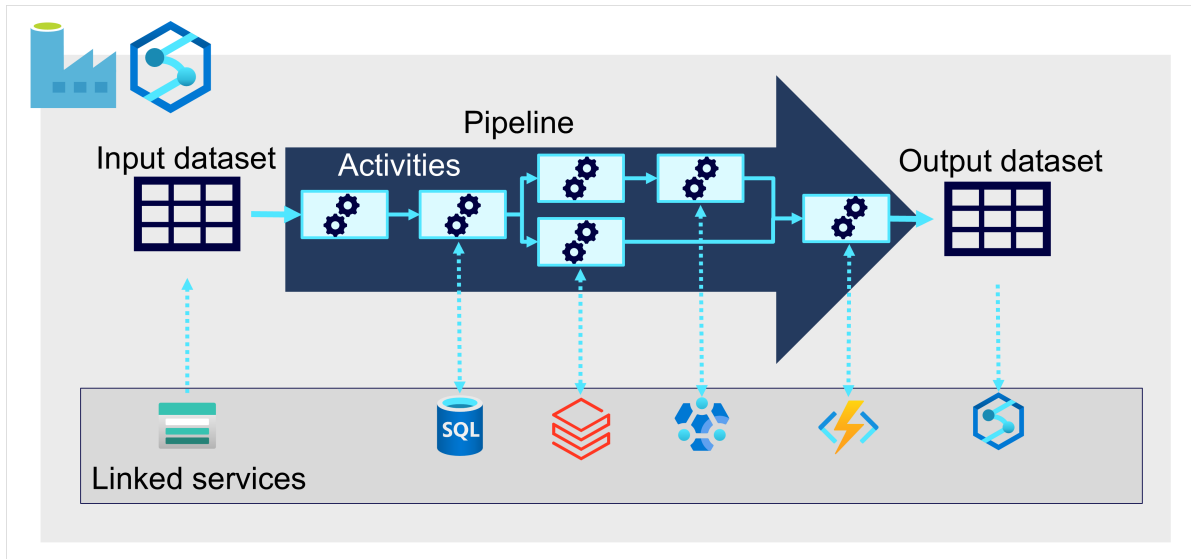 Pipeline
Input dataset
Activities
Output dataset
SQL
Linked services